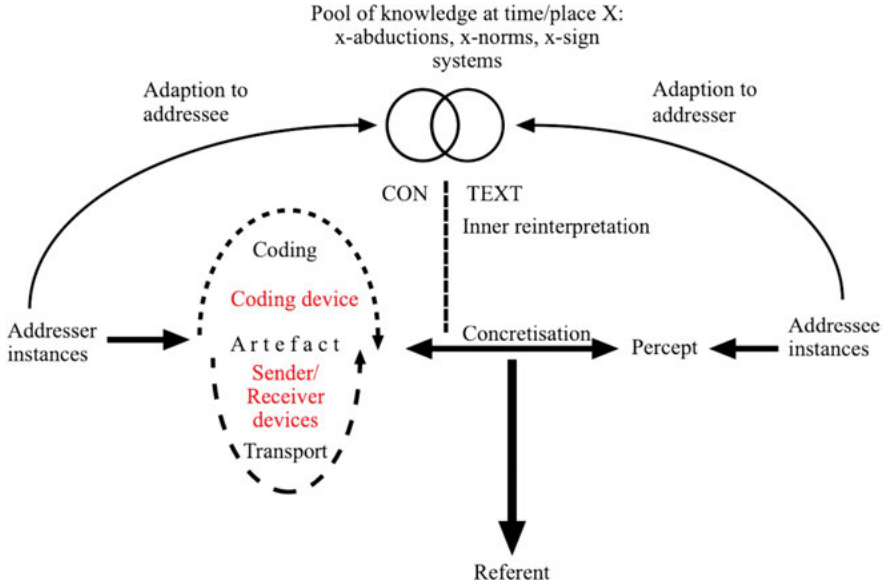 Pool of knowledge at time/place X:
x-abductions, x-norms, x-sign
systems
Adaption to
addressee
Adaption to
addresser
CON TEXT
Inner reinterpretation
Coding
Coding device
Addresser
instances
Artefact
Concretisation
Percept
Addressee
instances
Sender/
Receiver
devices
Transport
Referent